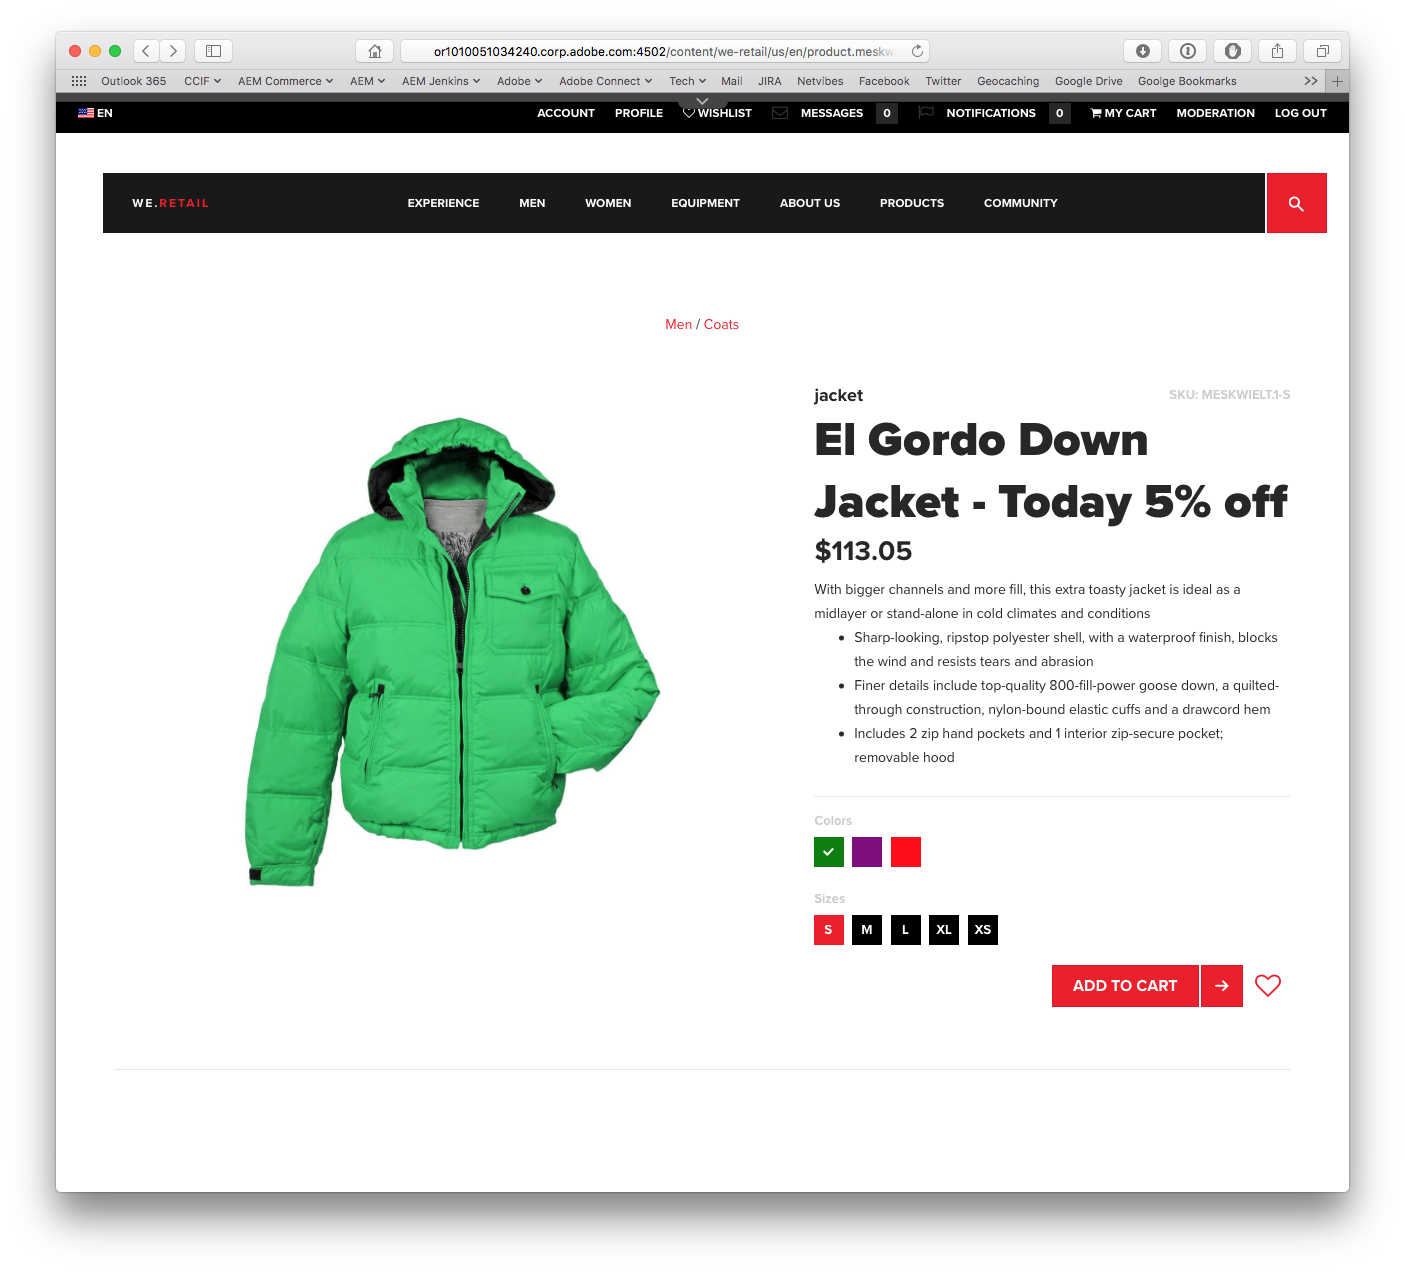 or1010051034240.corp.adobe.com:4502/content/we-retail/us/en/product.meskw
Outlook 365 CCIF AEM Commerce AEM AEM Jenkins Adobe Adobe Connect Tech Mail JIRA Netvibes Facebook Twitter Geocaching Google Drive Goolge Bookmarks
EN ACCOUNT PROFILE WISHLIST MESSAGES 0 NOTIFICATIONS 0 MY CART MODERATION LOG OUT
WE.RETAIL EXPERIENCE MEN WOMEN EQUIPMENT ABOUT US PRODUCTS COMMUNITY
Men / Coats
jacket SKU: MESKWIELT.1-S
El Gordo Down
Jacket - Today 5% off
$113.05
With bigger channels and more fill, this extra toasty jacket is ideal as a
midlayer or stand-alone in cold climates and conditions
• Sharp-looking, ripstop polyester shell, with a waterproof finish, blocks
the wind and resists tears and abrasion
• Finer details include top-quality 800-fill-power goose down, a quilted-
through construction, nylon-bound elastic cuffs and a drawcord hem
• Includes 2 zip hand pockets and 1 interior zip-secure pocket;
removable hood
Colors
Sizes
S M L XL XS
ADD TO CART